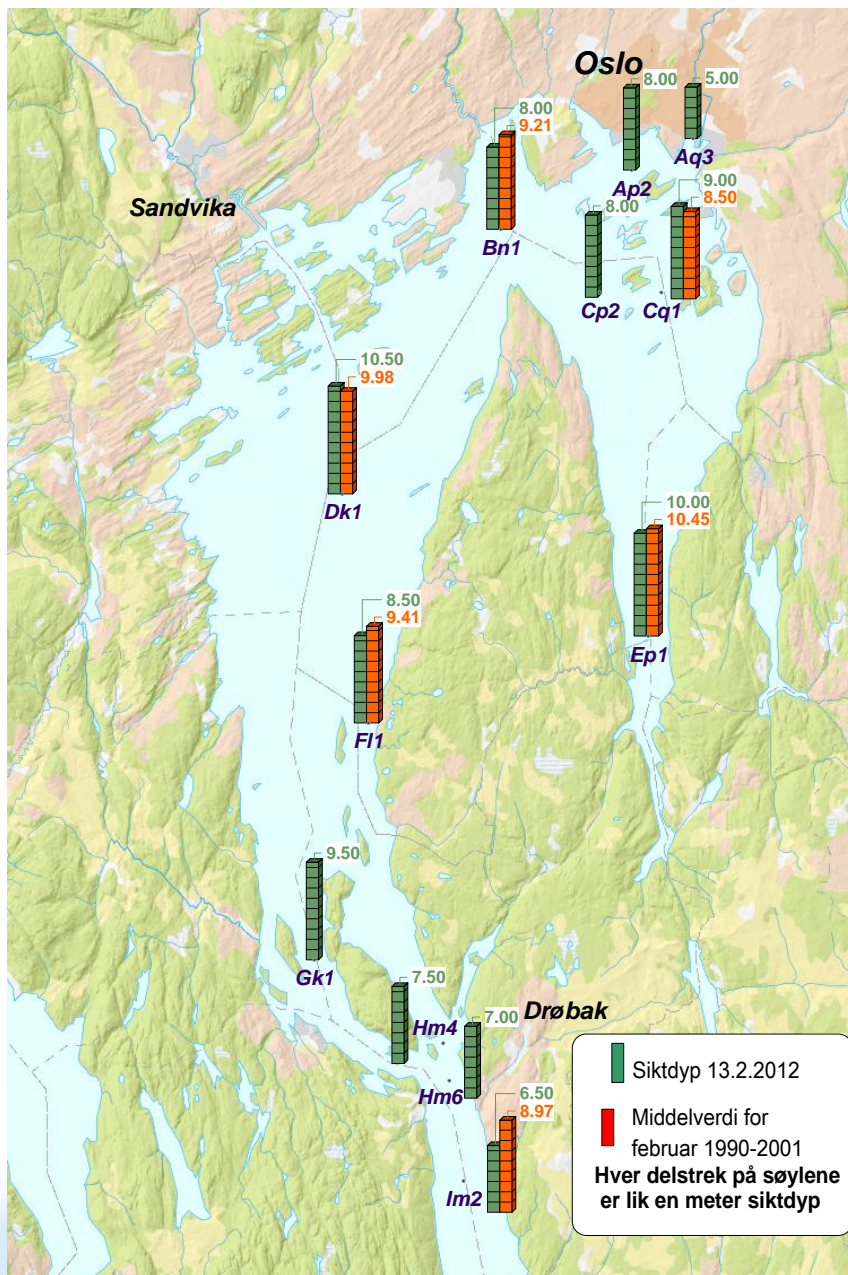 Oslo
8.00
5.00
8.00
9.21
Aq3
Ap2
9.00
8.50
Sandvika
8.00
Bn1
Cp2
Cq1
10.50
9.98
Dk1
10.00
10.45
8.50
9.41
Ep1
Fl1
9.50
Gk1
7.50
Hm4
7.00
Drøbak
Hm6
6.50
8.97
Im2
Siktdyp 13.2.2012
Middelverdi for
februar 1990-2001
Hver delstrek på søylene
er lik en meter siktdyp